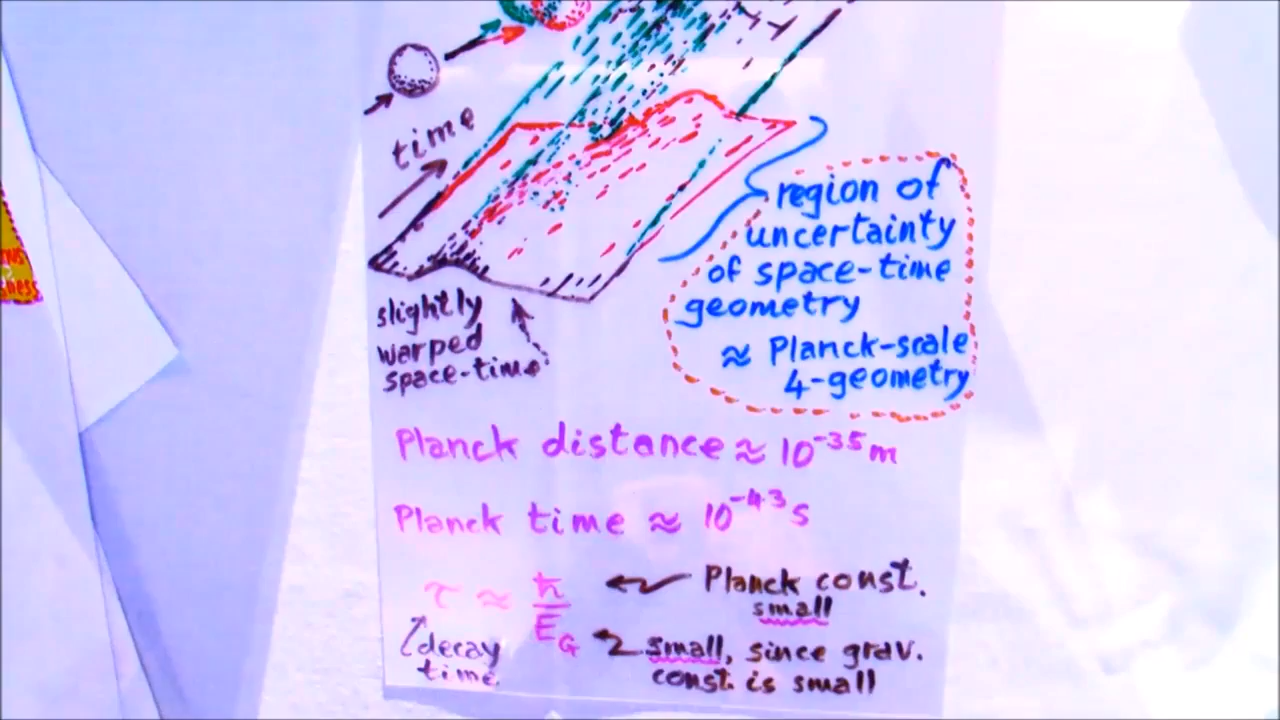 time
region of
uncertainty
of space-time
geometry
≈ Planck-scale
4-geometry
slightly
warped
space-time
Planck distance ≈ 10⁻³⁵m
Planck time ≈ 10⁻⁴³s
τ ≈ ħ/E_G
Planck const.
small
decay
time
small, since grav.
const. is small